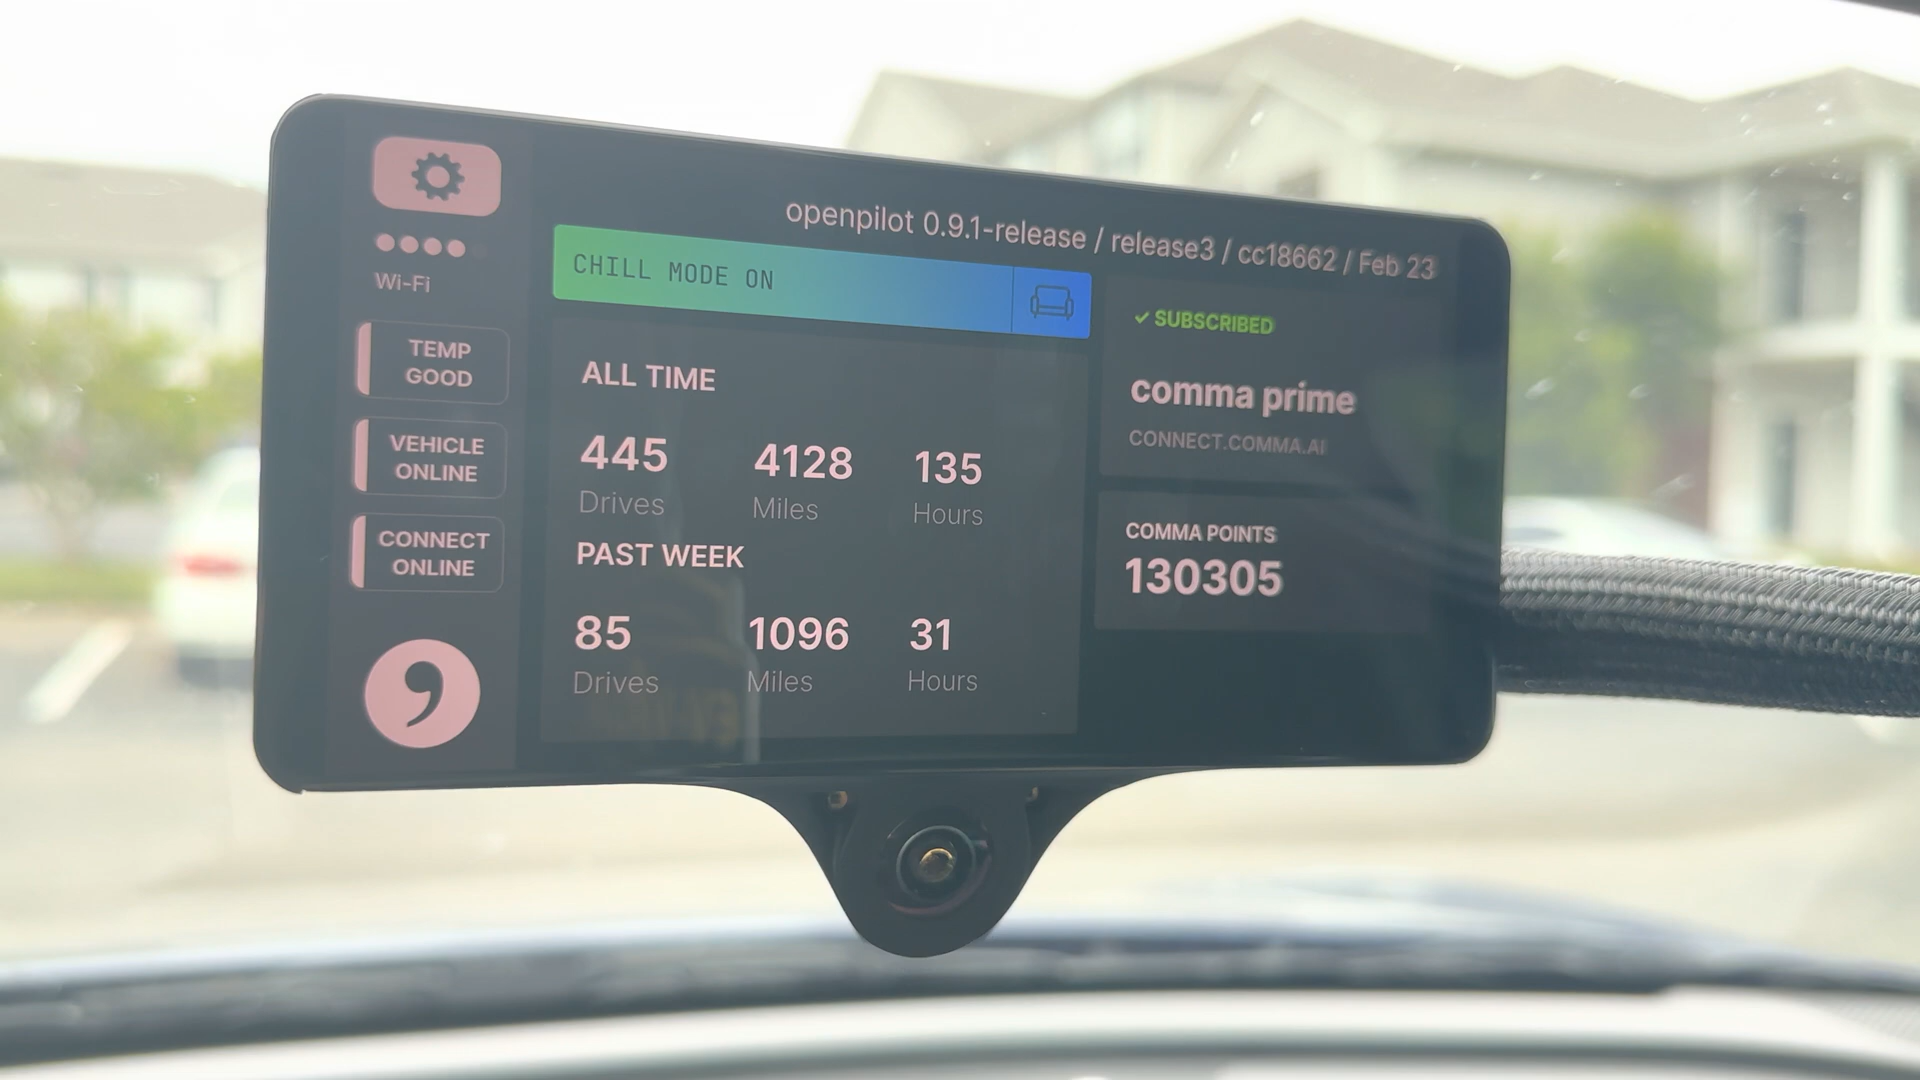 openpilot 0.9.1-release / release3 / cc18662 / Feb 23
Wi-Fi
TEMP
GOOD
VEHICLE
ONLINE
CONNECT
ONLINE
CHILL MODE ON
ALL TIME
445 4128 135
Drives Miles Hours
PAST WEEK
85 1096 31
Drives Miles Hours
✓ SUBSCRIBED
comma prime
CONNECT.COMMA.AI
COMMA POINTS
130305